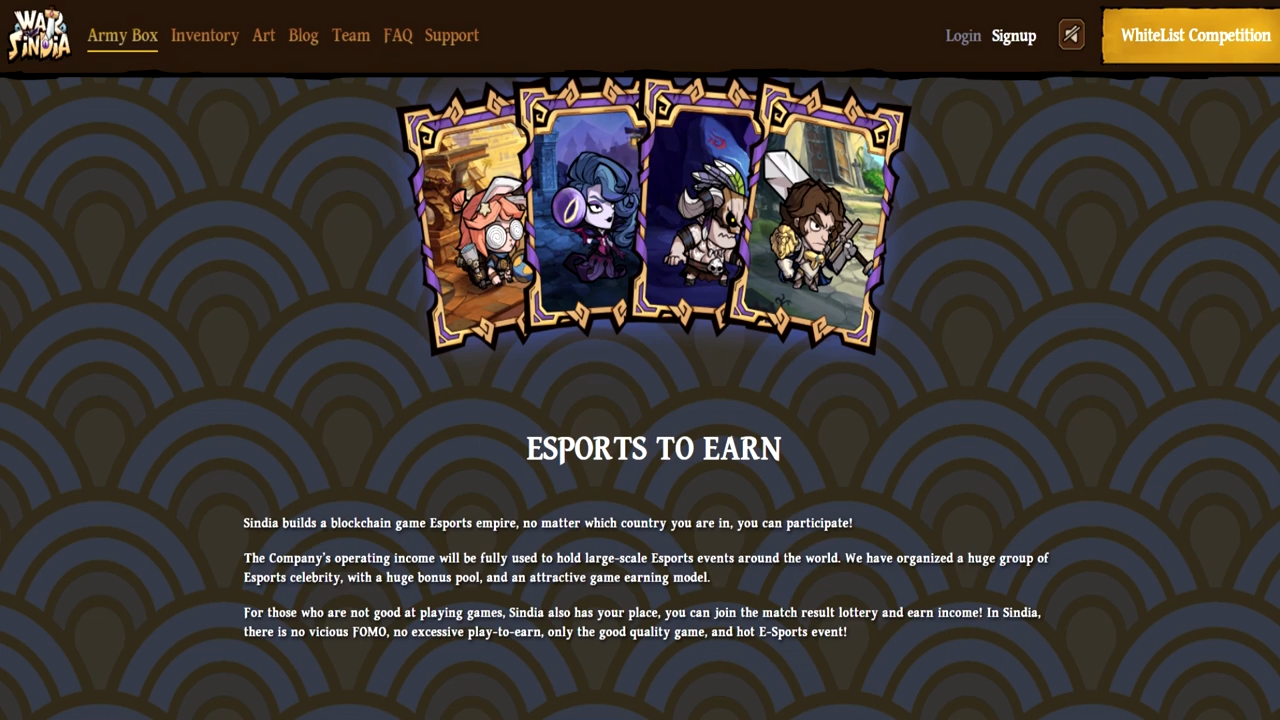 WAR
of
SINDIA
Army Box Inventory Art Blog Team FAQ Support
Login Signup
WhiteList Competition
ESPORTS TO EARN
Sindia builds a blockchain game Esports empire, no matter which country you are in, you can participate!
The Company's operating income will be fully used to hold large-scale Esports events around the world. We have organized a huge group of
Esports celebrity, with a huge bonus pool, and an attractive game earning model.
For those who are not good at playing games, Sindia also has your place, you can join the match result lottery and earn income! In Sindia,
there is no vicious FOMO, no excessive play-to-earn, only the good quality game, and hot E-Sports event!